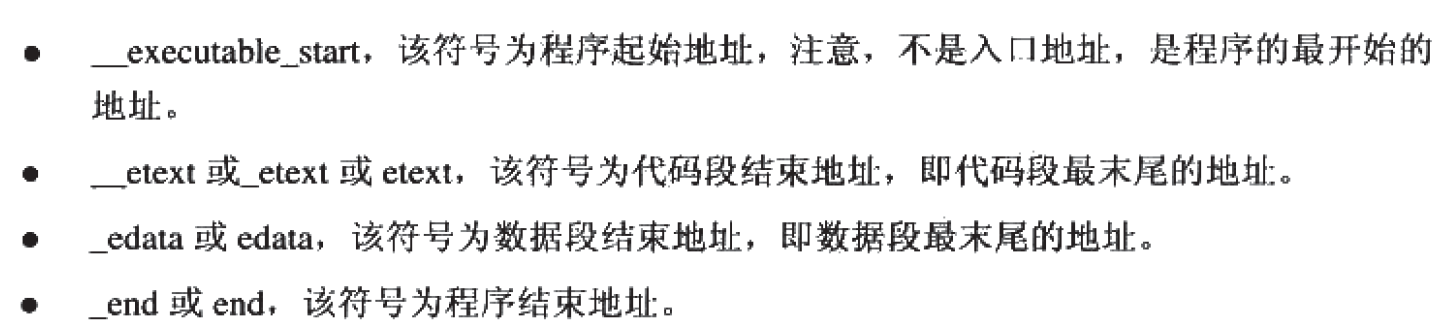 ● __executable_start，该符号为程序起始地址，注意，不是入口地址，是程序的最开始的
地址。
● __etext 或_etext 或 etext，该符号为代码段结束地址，即代码段最末尾的地址。
● _edata 或 edata，该符号为数据段结束地址，即数据段最末尾的地址。
● _end 或 end，该符号为程序结束地址。